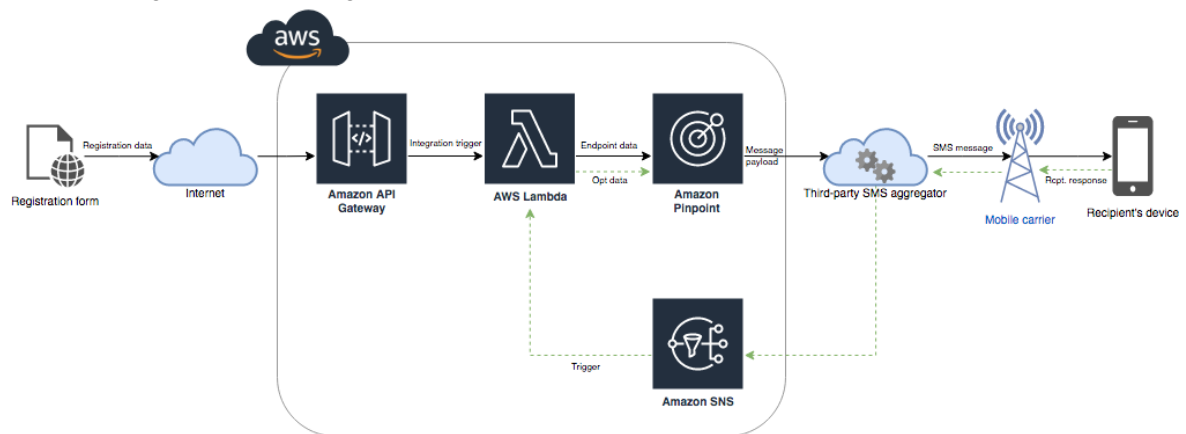 aws
Registration data
Integration trigger
Endpoint data
Opt data
Message
payload
SMS message
Rcpt. response
Registration form
Internet
Amazon API
Gateway
AWS Lambda
Amazon
Pinpoint
Third-party SMS aggregator
Mobile carrier
Recipient's device
Trigger
Amazon SNS